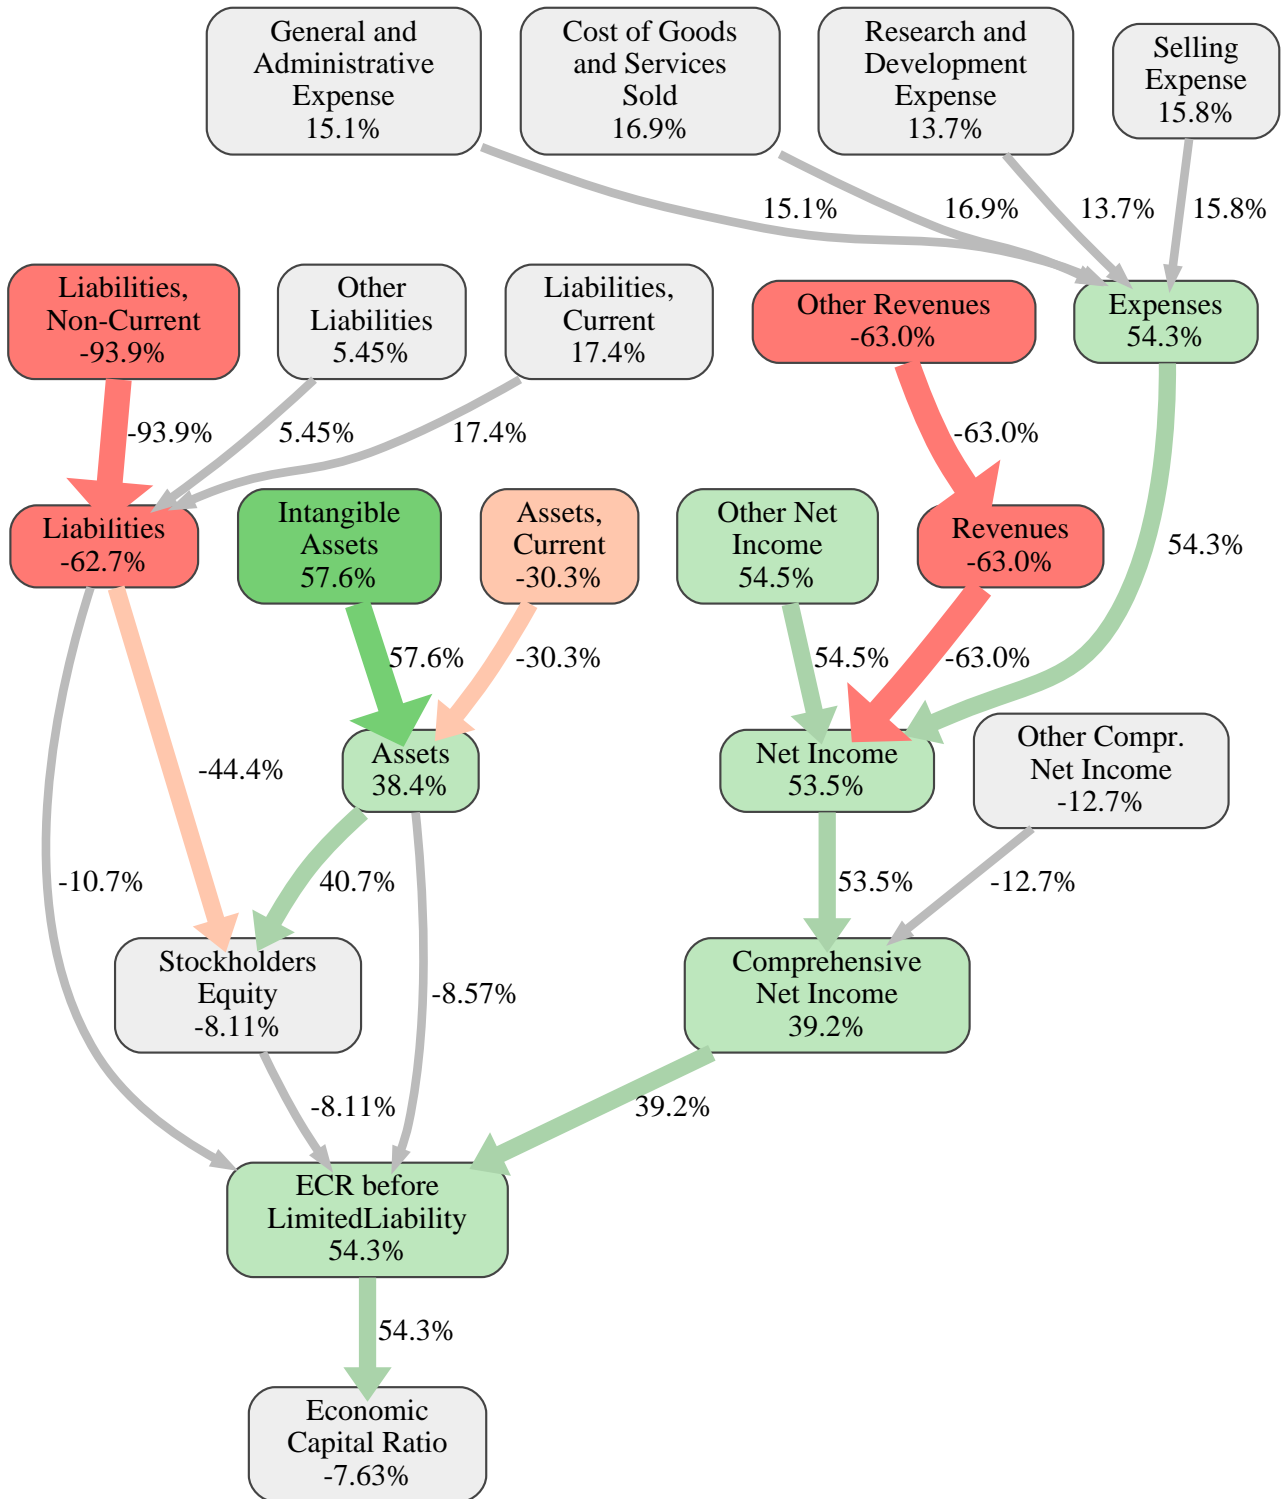 General and
Administrative
Expense
15.1%
Cost of Goods
and Services
Sold
16.9%
Research and
Development
Expense
13.7%
Selling
Expense
15.8%
15.1%
16.9%
13.7%
15.8%
Liabilities,
Non-Current
-93.9%
Other
Liabilities
5.45%
Liabilities,
Current
17.4%
Other Revenues
-63.0%
Expenses
54.3%
-93.9%
5.45%
17.4%
-63.0%
Liabilities
-62.7%
Intangible
Assets
57.6%
Assets,
Current
-30.3%
Other Net
Income
54.5%
Revenues
-63.0%
54.3%
57.6%
-30.3%
54.5%
-63.0%
Assets
38.4%
Net Income
53.5%
Other Compr.
Net Income
-12.7%
-44.4%
-10.7%
40.7%
53.5%
-12.7%
Stockholders
Equity
-8.11%
-8.57%
Comprehensive
Net Income
39.2%
-8.11%
39.2%
ECR before
LimitedLiability
54.3%
54.3%
Economic
Capital Ratio
-7.63%